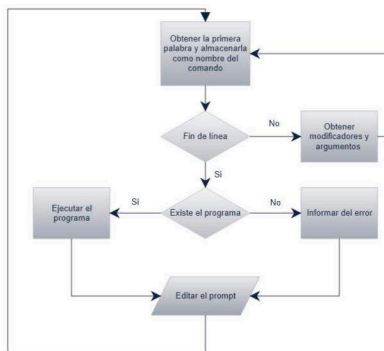 Obtener la primera
palabra y almacenarla
como nombre del
comando
Fin de línea
No
Obtener
modificadores y
argumentos
Si
Ejecutar el
programa
Si
Existe el programa
No
Informar del error
Editar el prompt